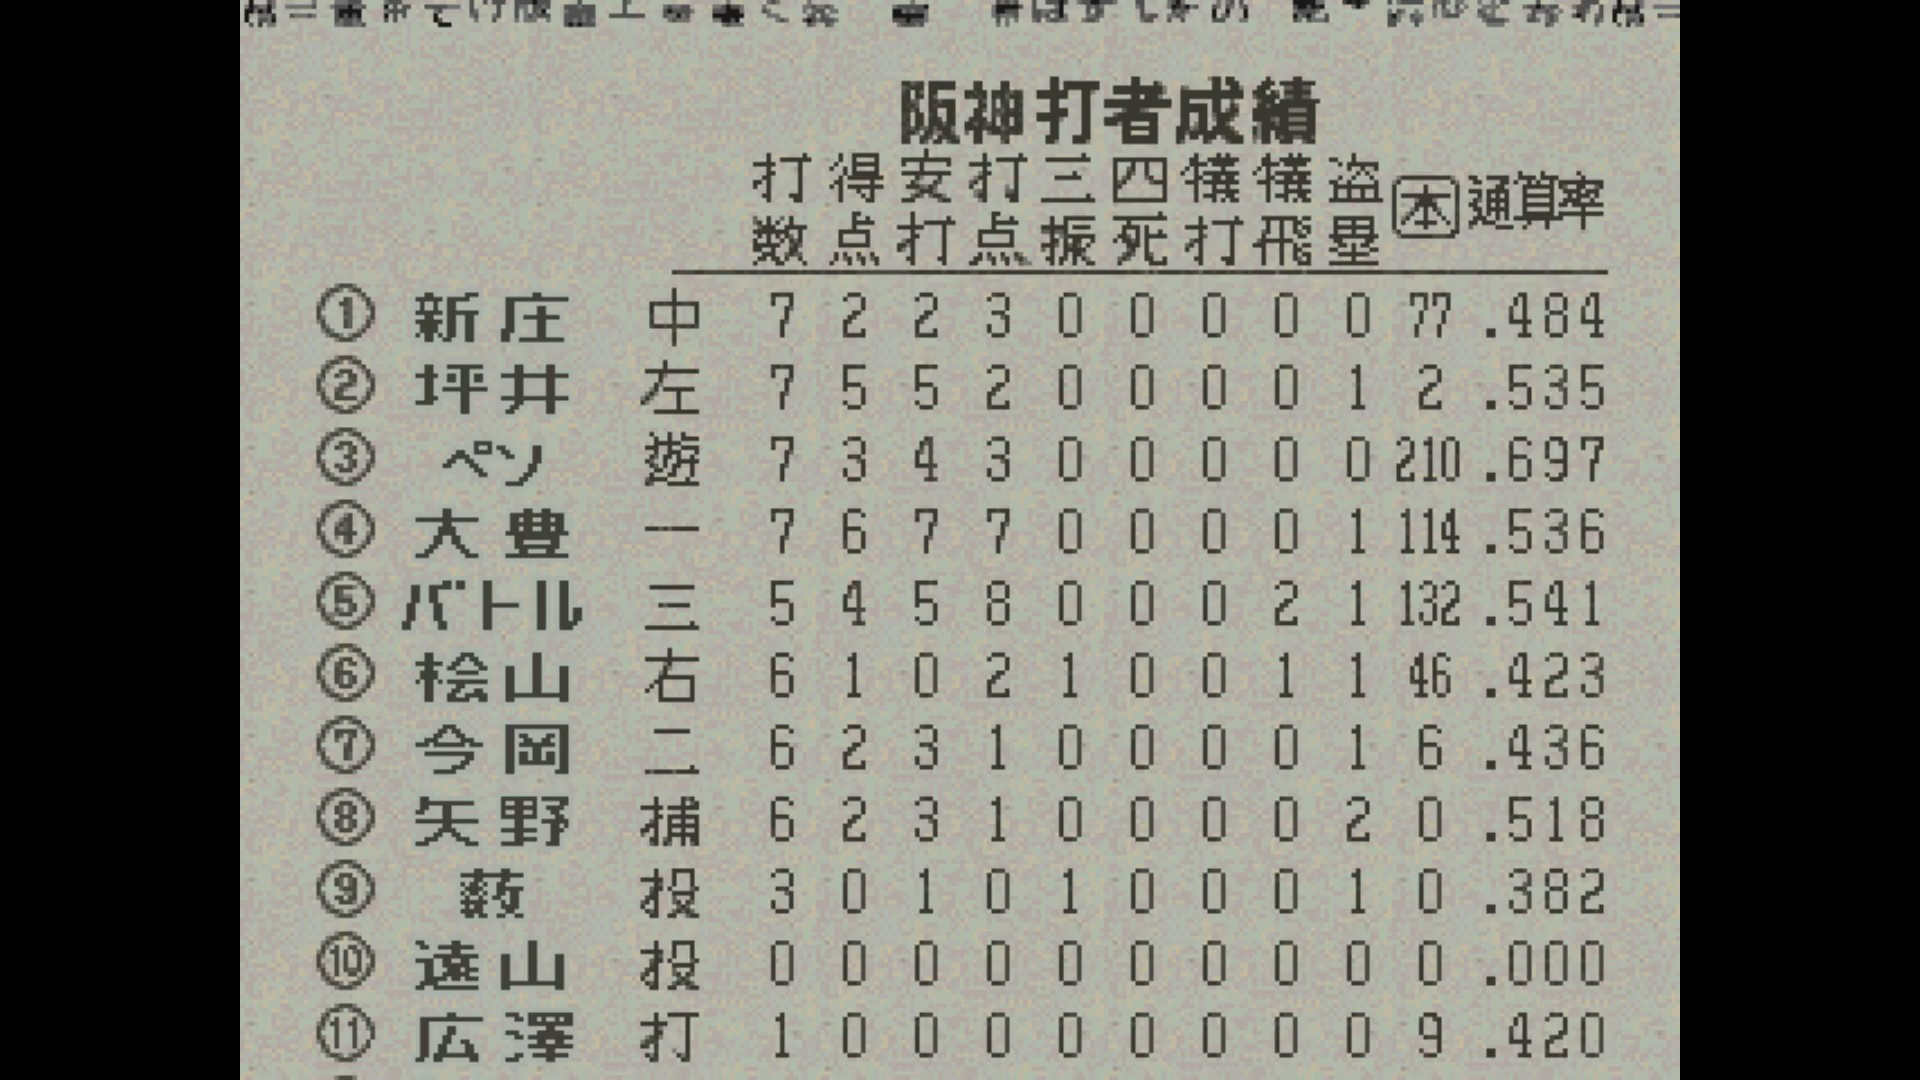 阪神打者成績
打数 得点 安打 打点 三振 四死 犠打 犠飛 盗塁 本 通算率
① 新庄 中 7 2 2 3 0 0 0 0 0 77 .484
② 坪井 左 7 5 5 2 0 0 0 0 1 2 .535
③ ペソ 遊 7 3 4 3 0 0 0 0 0 210 .697
④ 大豊 一 7 6 7 7 0 0 0 0 1 114 .536
⑤ バトル 三 5 4 5 8 0 0 0 2 1 132 .541
⑥ 桧山 右 6 1 0 2 1 0 0 1 1 46 .423
⑦ 今岡 二 6 2 3 1 0 0 0 0 1 6 .436
⑧ 矢野 捕 6 2 3 1 0 0 0 0 2 0 .518
⑨ 薮 投 3 0 1 0 1 0 0 0 1 0 .382
⑩ 遠山 投 0 0 0 0 0 0 0 0 0 0 .000
⑪ 広澤 打 1 0 0 0 0 0 0 0 0 9 .420